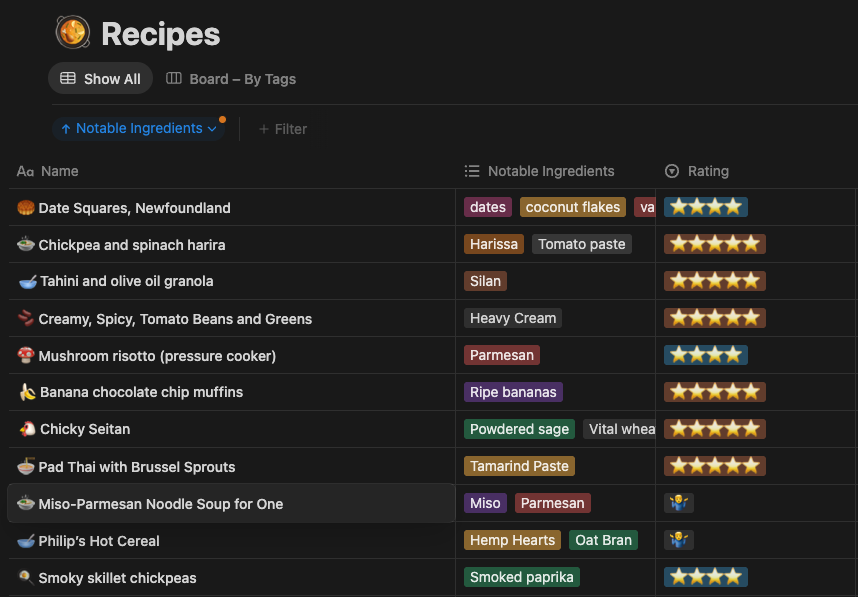 Recipes
Show All Board – By Tags
Notable Ingredients + Filter
Aa Name Notable Ingredients Rating
Date Squares, Newfoundland dates coconut flakes va
Chickpea and spinach harira Harissa Tomato paste
Tahini and olive oil granola Silan
Creamy, Spicy, Tomato Beans and Greens Heavy Cream
Mushroom risotto (pressure cooker) Parmesan
Banana chocolate chip muffins Ripe bananas
Chicky Seitan Powdered sage Vital whea
Pad Thai with Brussel Sprouts Tamarind Paste
Miso-Parmesan Noodle Soup for One Miso Parmesan
Philip’s Hot Cereal Hemp Hearts Oat Bran
Smoky skillet chickpeas Smoked paprika